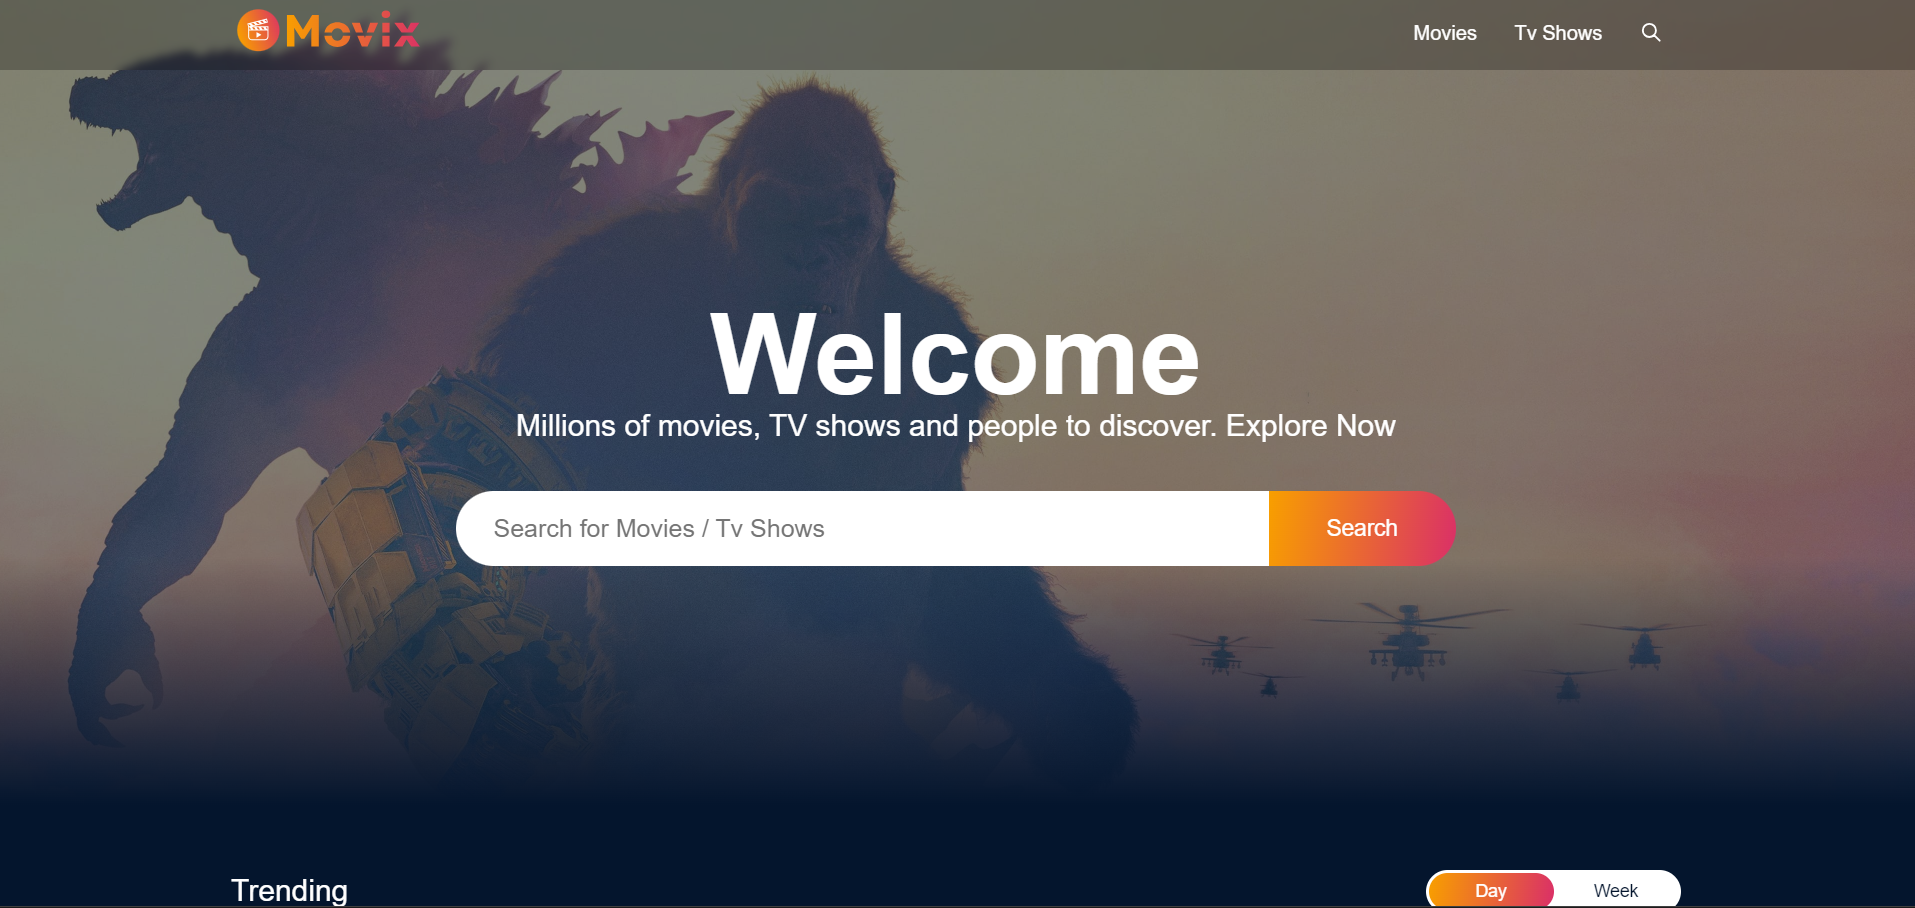 Movix
Movies
Tv Shows
Welcome
Millions of movies, TV shows and people to discover. Explore Now
Search for Movies / Tv Shows
Search
Trending
Day
Week